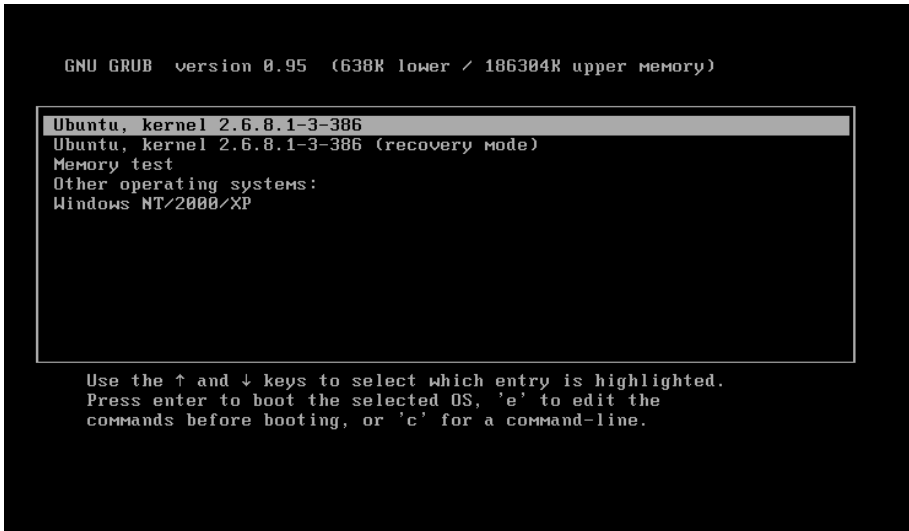 GNU GRUB  version 0.95  (638K lower / 186304K upper memory)
Ubuntu, kernel 2.6.8.1-3-386
Ubuntu, kernel 2.6.8.1-3-386 (recovery mode)
Memory test
Other operating systems:
Windows NT/2000/XP
Use the ↑ and ↓ keys to select which entry is highlighted.
Press enter to boot the selected OS, 'e' to edit the
commands before booting, or 'c' for a command-line.